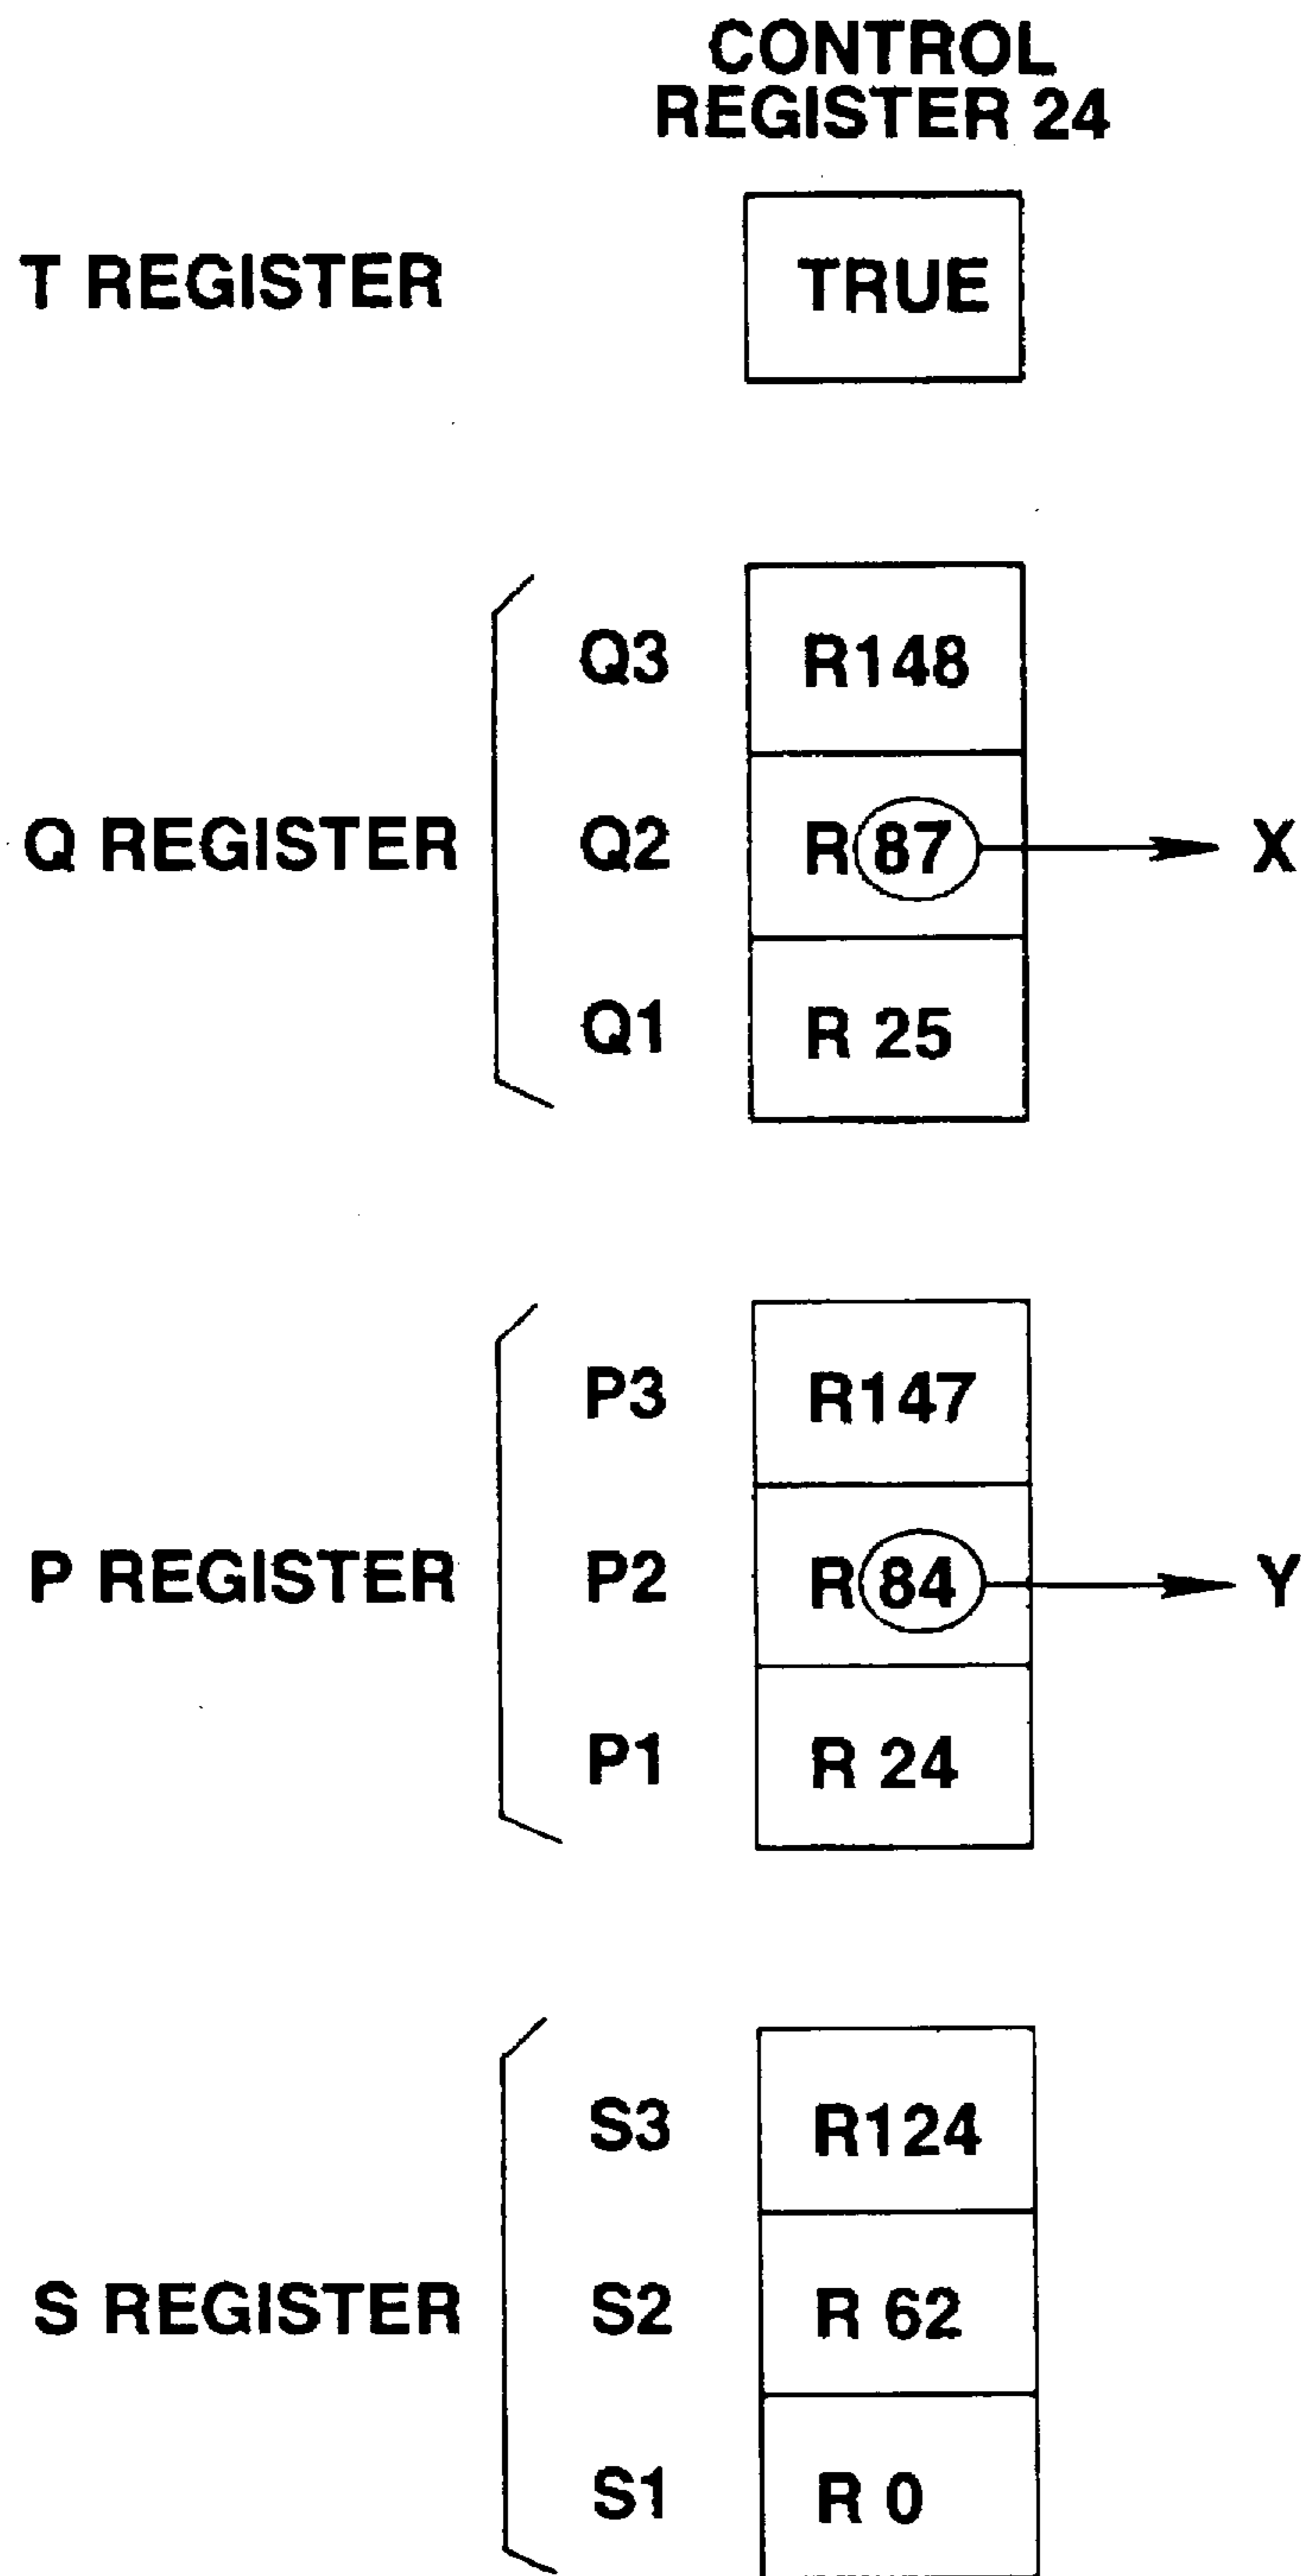 CONTROL
REGISTER 24
T REGISTER TRUE
Q3 R148
Q REGISTER Q2 R 87 X
Q1 R 25
P3 R147
P REGISTER P2 R 84 Y
P1 R 24
S3 R124
S REGISTER S2 R 62
S1 R 0